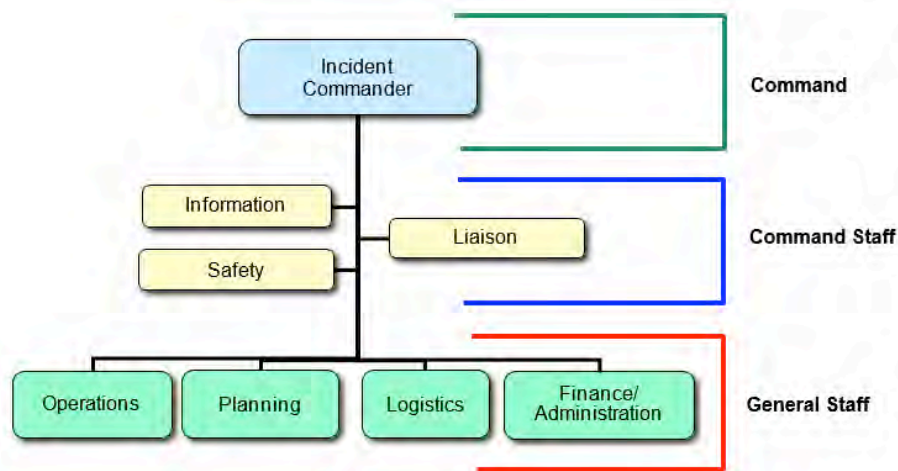 Incident
Commander
Command
Information
Liaison
Command Staff
Safety
Operations
Planning
Logistics
Finance/
Administration
General Staff